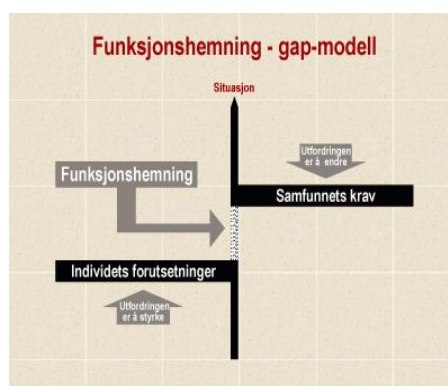 Funksjonshemning - gap-modell
Situasjon
Utfordringen
er å endre
Funksjonshemning
Samfunnets krav
Individets forutsetninger
Utfordringen
er å styrke